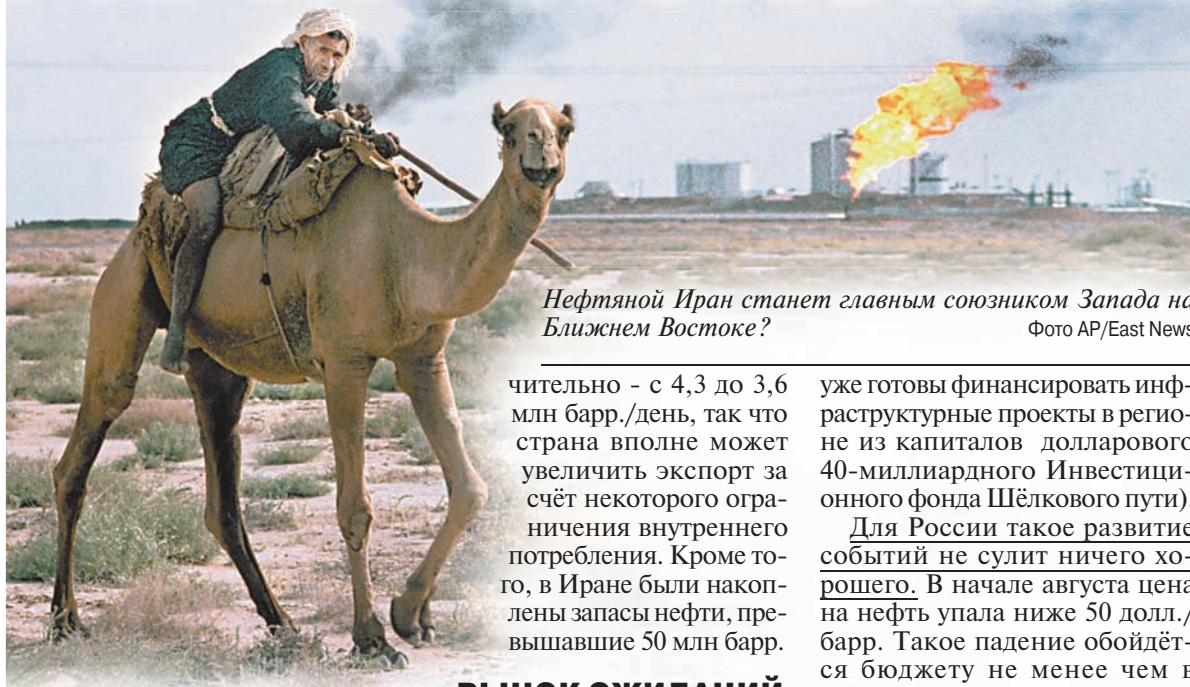 Нефтяной Иран станет главным союзником Запада на
Ближнем Востоке?
Фото AP/East News
чительно - с 4,3 до 3,6
млн барр./день, так что
страна вполне может
увеличить экспорт за
счёт некоторого огра-
ничения внутреннего
потребления. Кроме то-
го, в Иране были накоп-
лены запасы нефти, пре-
вышавшие 50 млн барр.
РЫНОК ОЖИДАНИЙ
уже готовы финансировать инф-
раструктурные проекты в регио-
не из капиталов долларового
40-миллиардного Инвестици-
онного фонда Шёлкового пути).
Для России такое развитие
событий не сулит ничего хо-
рошего. В начале августа цена
на нефть упала ниже 50 долл./
барр. Такое падение обойдёт-
ся бюджету не менее чем в